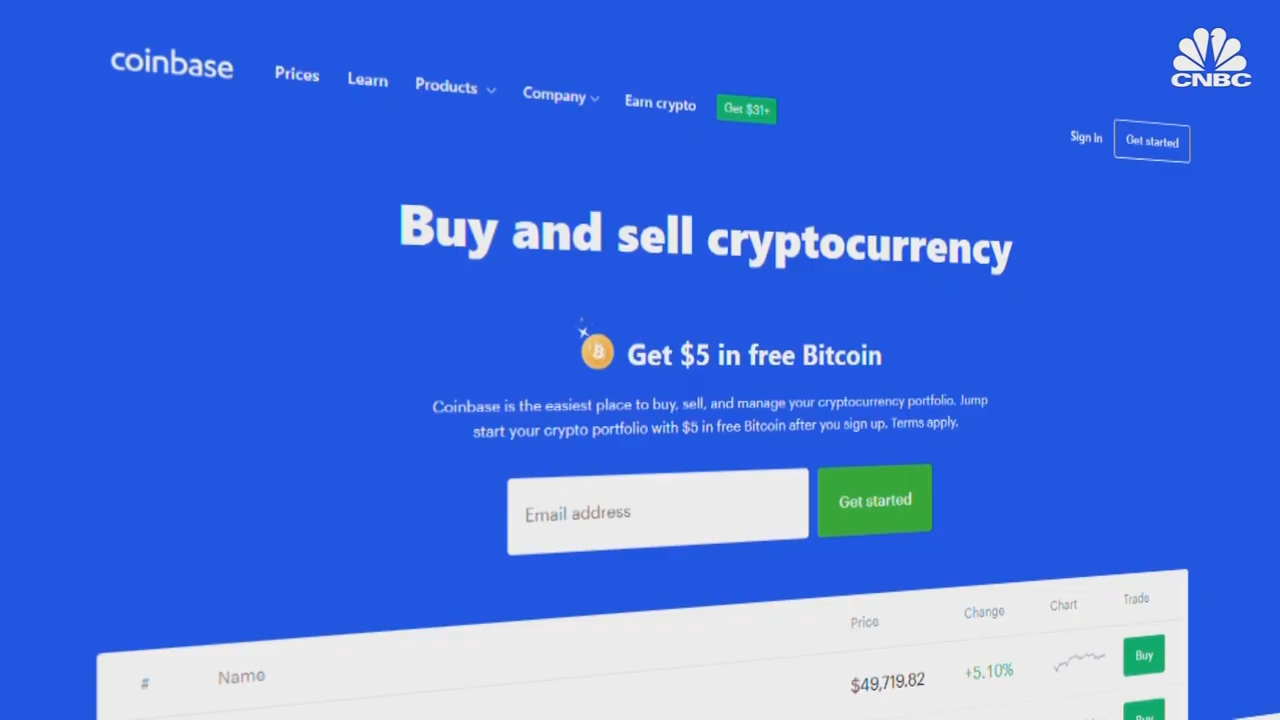 coinbase Prices Learn Products Company Earn crypto Get $31+
CNBC
Sign in Get started
Buy and sell cryptocurrency
Get $5 in free Bitcoin
Coinbase is the easiest place to buy, sell, and manage your cryptocurrency portfolio. Jump
start your crypto portfolio with $5 in free Bitcoin after you sign up. Terms apply.
Email address Get started
# Name Price Change Chart Trade
$49,719.82 +5.10% Buy
Buy